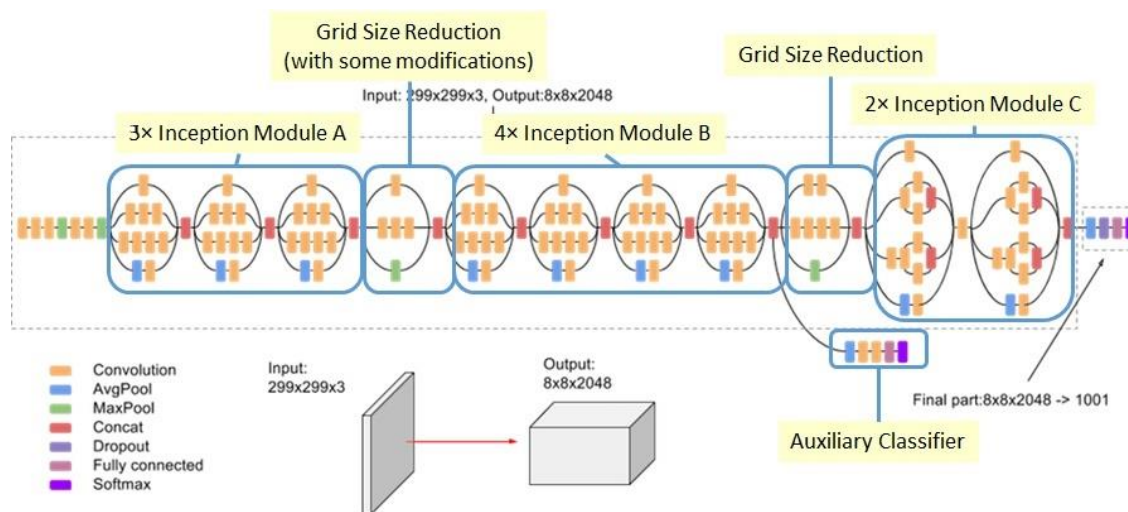 Grid Size Reduction
(with some modifications)
Grid Size Reduction
Input: 299x299x3, Output:8x8x2048
2× Inception Module C
3× Inception Module A
4× Inception Module B
Convolution
AvgPool
MaxPool
Concat
Dropout
Fully connected
Softmax
Input:
299x299x3
Output:
8x8x2048
Final part:8x8x2048 -> 1001
Auxiliary Classifier